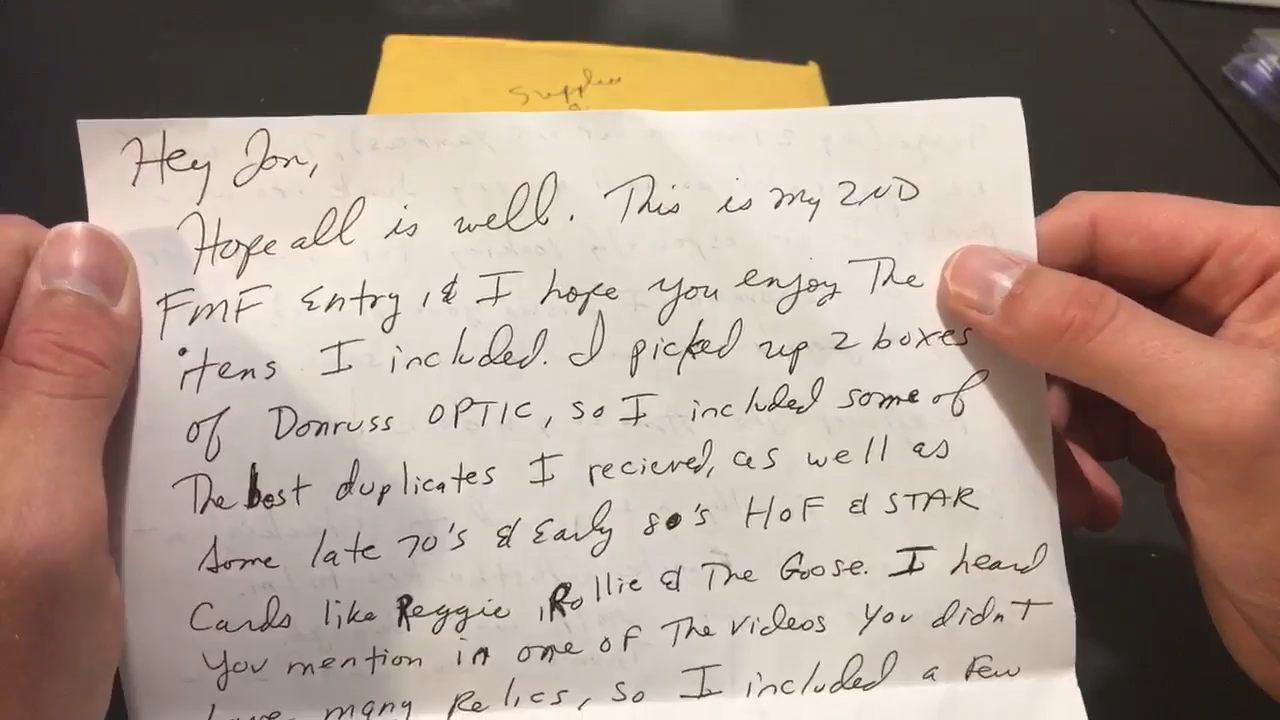 Supplies
Hey Jon,
Hope all is well. This is my 2ND
FMF Entry, & I hope you enjoy The
items I included. I picked up 2 boxes
of Donruss OPTIC, so I included some of
The best duplicates I recieved, as well as
some late 70's & Early 80's HOF & STAR
Cards like Reggie, Rollie & The Goose. I heard
you mention in one of The videos you didn't
have many Relics, so I included a few